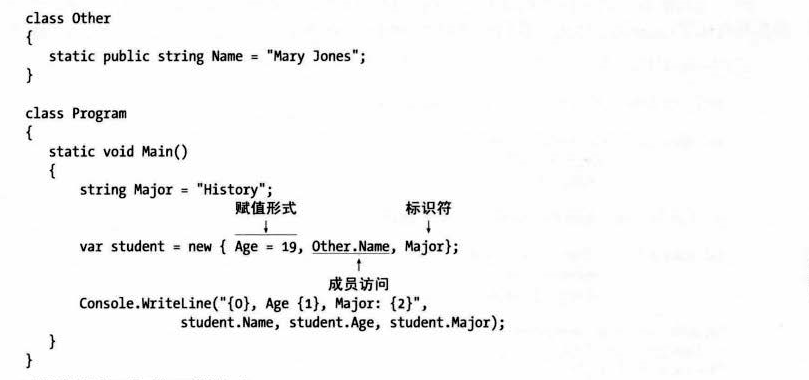 class Other
{
static public string Name = "Mary Jones";
}
class Program
{
static void Main()
{
string Major = "History";
赋值形式 标识符
var student = new { Age = 19, Other.Name, Major};
成员访问
Console.WriteLine("{0}, Age {1}, Major: {2}",
student.Name, student.Age, student.Major);
}
}